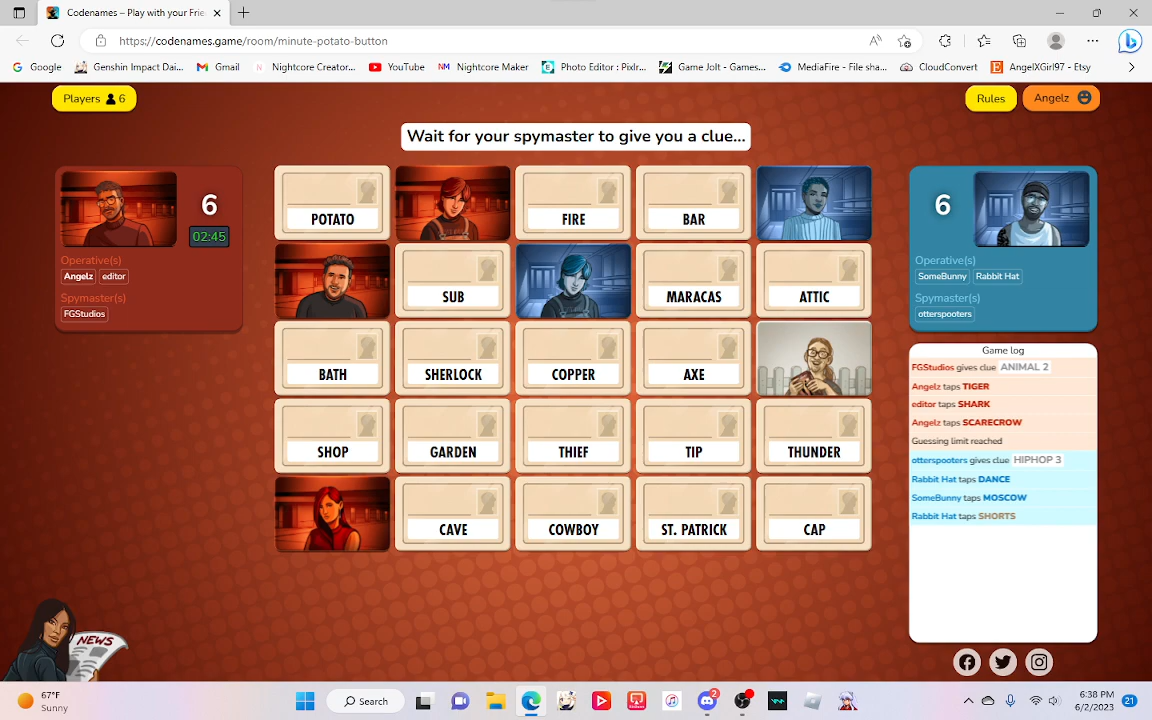 Codenames – Play with your Frie
https://codenames.game/room/minute-potato-button
Google
Genshin Impact Dai...
Gmail
Nightcore Creator...
YouTube
NM Nightcore Maker
Photo Editor : Pixlr...
Game Jolt - Games...
MediaFire - File sha...
CloudConvert
AngelXGirl97 - Etsy
Players 6
Rules
Angelz
Wait for your spymaster to give you a clue...
6
02:45
Operative(s)
Angelz editor
Spymaster(s)
FGStudios
POTATO FIRE BAR
SUB MARACAS ATTIC
BATH SHERLOCK COPPER AXE
SHOP GARDEN THIEF TIP THUNDER
CAVE COWBOY ST. PATRICK CAP
6
Operative(s)
SomeBunny Rabbit Hat
Spymaster(s)
otterspooters
Game log
FGStudios gives clue ANIMAL 2
Angelz taps TIGER
editor taps SHARK
Angelz taps SCARECROW
Guessing limit reached
otterspooters gives clue HIPHOP 3
Rabbit Hat taps DANCE
SomeBunny taps MOSCOW
Rabbit Hat taps SHORTS
NEWS
67°F
Sunny
Search
2
6:38 PM
6/2/2023
21